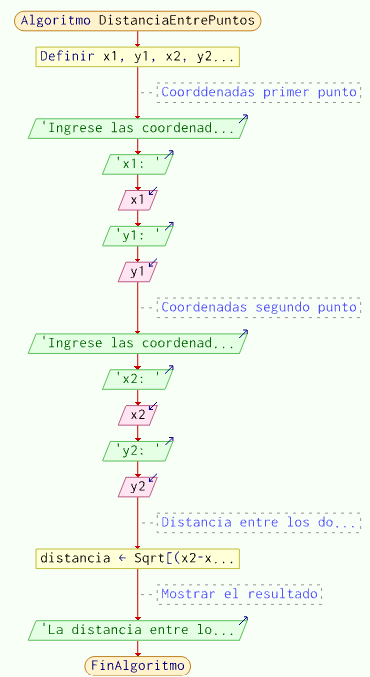 Algoritmo DistanciaEntrePuntos
Definir x1, y1, x2, y2...
Coorddenadas primer punto
'Ingrese las coordenad...
'x1: '
x1
'y1: '
y1
Coordenadas segundo punto
'Ingrese las coordenad...
'x2: '
x2
'y2: '
y2
Distancia entre los do...
distancia ← Sqrt[(x2-x...
Mostrar el resultado
'La distancia entre lo...
FinAlgoritmo